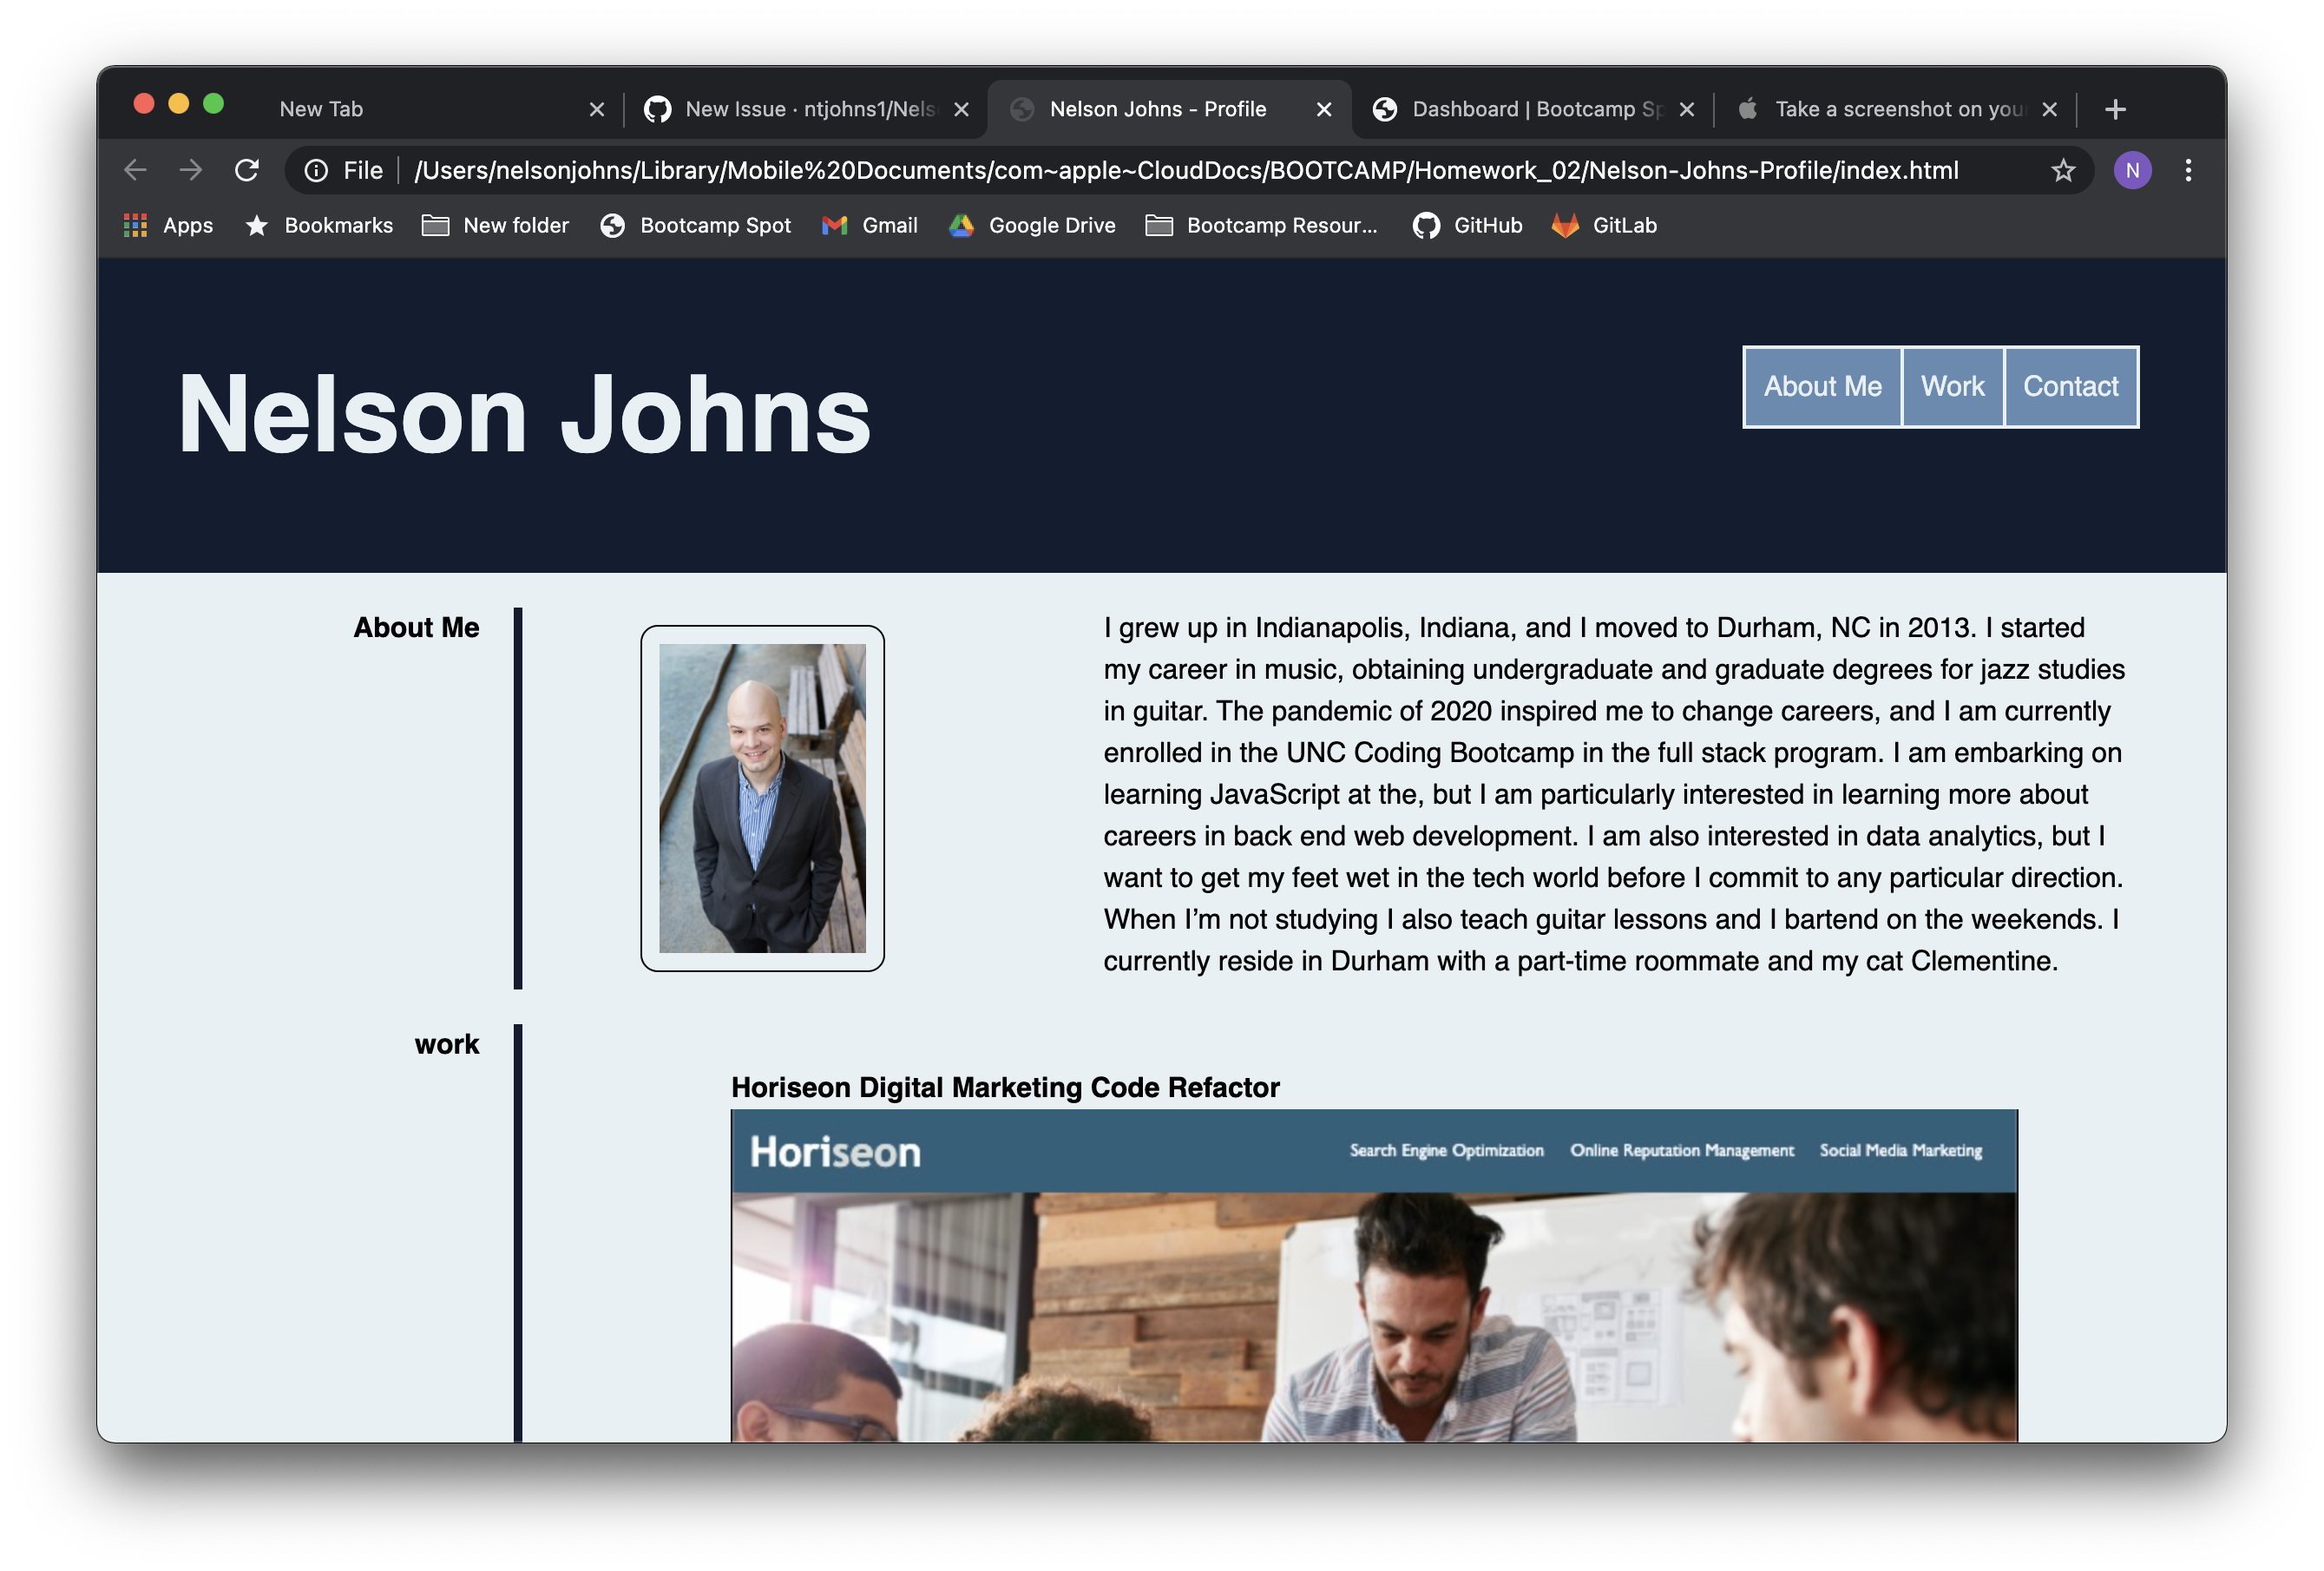 New Tab
New Issue · ntjohns1/Nels
Nelson Johns - Profile
Dashboard | Bootcamp Sp
Take a screenshot on your
File
/Users/nelsonjohns/Library/Mobile%20Documents/com~apple~CloudDocs/BOOTCAMP/Homework_02/Nelson-Johns-Profile/index.html
N
Apps
Bookmarks
New folder
Bootcamp Spot
Gmail
Google Drive
Bootcamp Resour...
GitHub
GitLab
Nelson Johns
About Me
Work
Contact
About Me
I grew up in Indianapolis, Indiana, and I moved to Durham, NC in 2013. I started
my career in music, obtaining undergraduate and graduate degrees for jazz studies
in guitar. The pandemic of 2020 inspired me to change careers, and I am currently
enrolled in the UNC Coding Bootcamp in the full stack program. I am embarking on
learning JavaScript at the, but I am particularly interested in learning more about
careers in back end web development. I am also interested in data analytics, but I
want to get my feet wet in the tech world before I commit to any particular direction.
When I’m not studying I also teach guitar lessons and I bartend on the weekends. I
currently reside in Durham with a part-time roommate and my cat Clementine.
work
Horiseon Digital Marketing Code Refactor
Horiseon
Search Engine Optimization
Online Reputation Management
Social Media Marketing